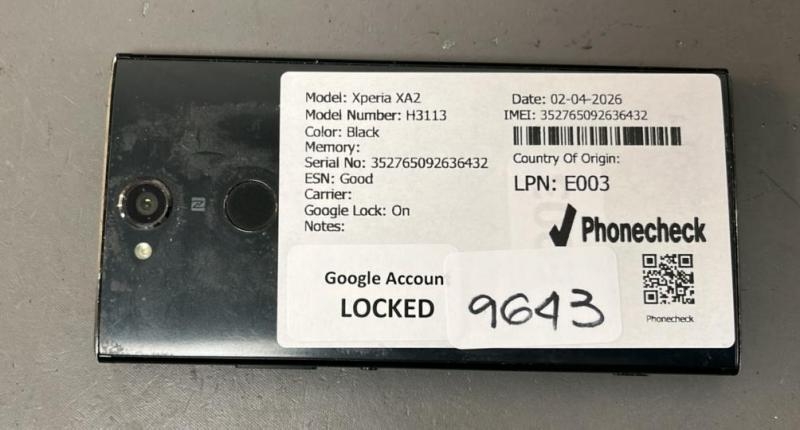 Model: Xperia XA2
Model Number: H3113
Color: Black
Memory:
Serial No: 352765092636432
ESN: Good
Carrier:
Google Lock: On
Notes:
Date: 02-04-2026
IMEI: 352765092636432
Country Of Origin:
LPN: E003
Phonecheck
Phonecheck
Google Accoun
LOCKED
9643